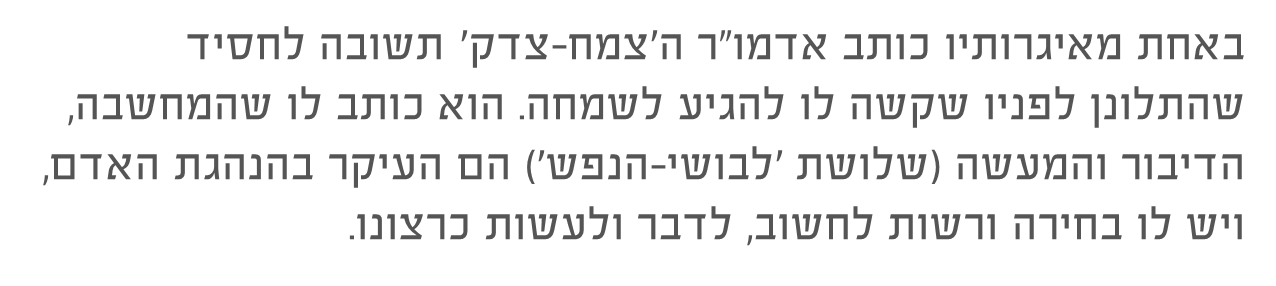 באחת מאיגרותיו כותב אדמו"ר ה'צמח-צדק' תשובה לחסיד
שהתלונן לפניו שקשה לו להגיע לשמחה. הוא כותב לו שהמחשבה,
הדיבור והמעשה (שלושת 'לבושי-הנפש') הם העיקר בהנהגת האדם,
ויש לו בחירה ורשות לחשוב, לדבר ולעשות כרצונו.